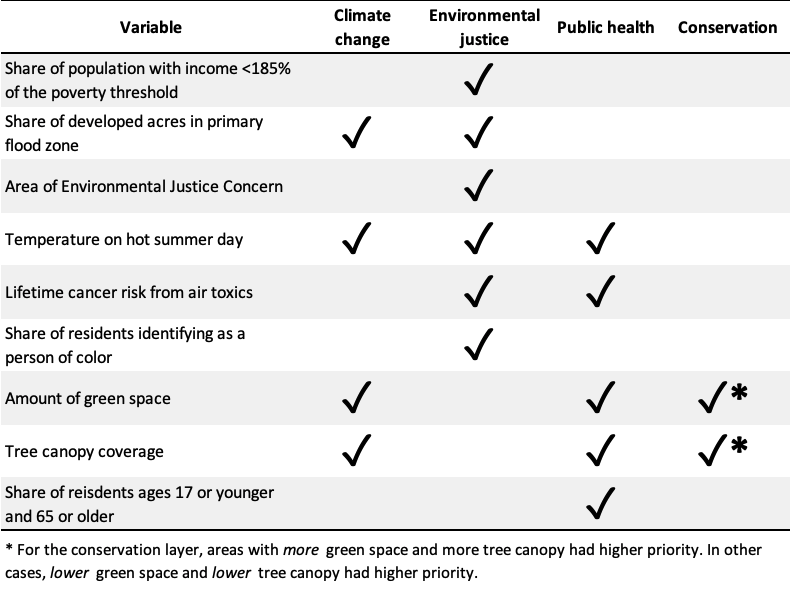 Variable
Climate
change
Environmental
justice
Public health
Conservation
Share of population with income <185%
of the poverty threshold
✓
Share of developed acres in primary
flood zone
✓ ✓
Area of Environmental Justice Concern
✓
Temperature on hot summer day
✓ ✓ ✓
Lifetime cancer risk from air toxics
✓ ✓
Share of residents identifying as a
person of color
✓
Amount of green space
✓ ✓ ✓*
Tree canopy coverage
✓ ✓ ✓*
Share of reisdents ages 17 or younger
and 65 or older
✓
* For the conservation layer, areas with more green space and more tree canopy had higher priority. In other
cases, lower green space and lower tree canopy had higher priority.